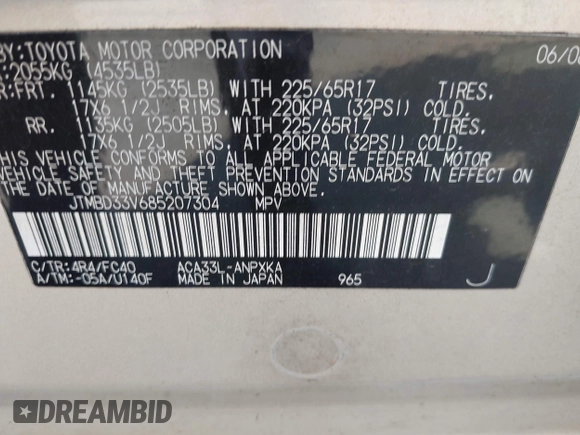 BY:TOYOTA MOTOR CORPORATION 06/08
:2055KG (4535LB)
R:FRT. 1145KG (2535LB) WITH 225/65R17 TIRES.
17X6 1/2J RIMS. AT 220KPA (32PSI) COLD.
RR. 1135KG (2505LB) WITH 225/65R17 TIRES.
17X6 1/2J RIMS. AT 220KPA (32PSI) COLD.
THIS VEHICLE CONFORMS TO ALL APPLICABLE FEDERAL MOTOR
VEHICLE SAFETY AND THEFT PREVENTION STANDARDS IN EFFECT
THE DATE OF MANUFACTURE SHOWN ABOVE.
JTMBD33V685207304 MPV
C/TR:4R4/FC40 ACA33L-ANPXKA
A/TM:-05A/U140F MADE IN JAPAN 965 J
DREAMBID